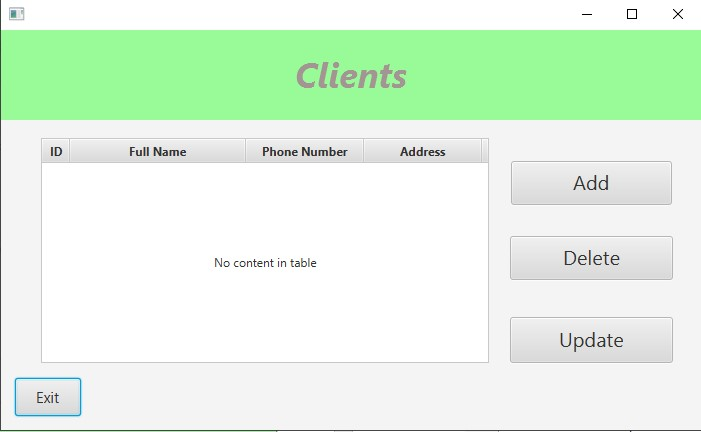 Clients
ID Full Name Phone Number Address
Add
No content in table
Delete
Update
Exit